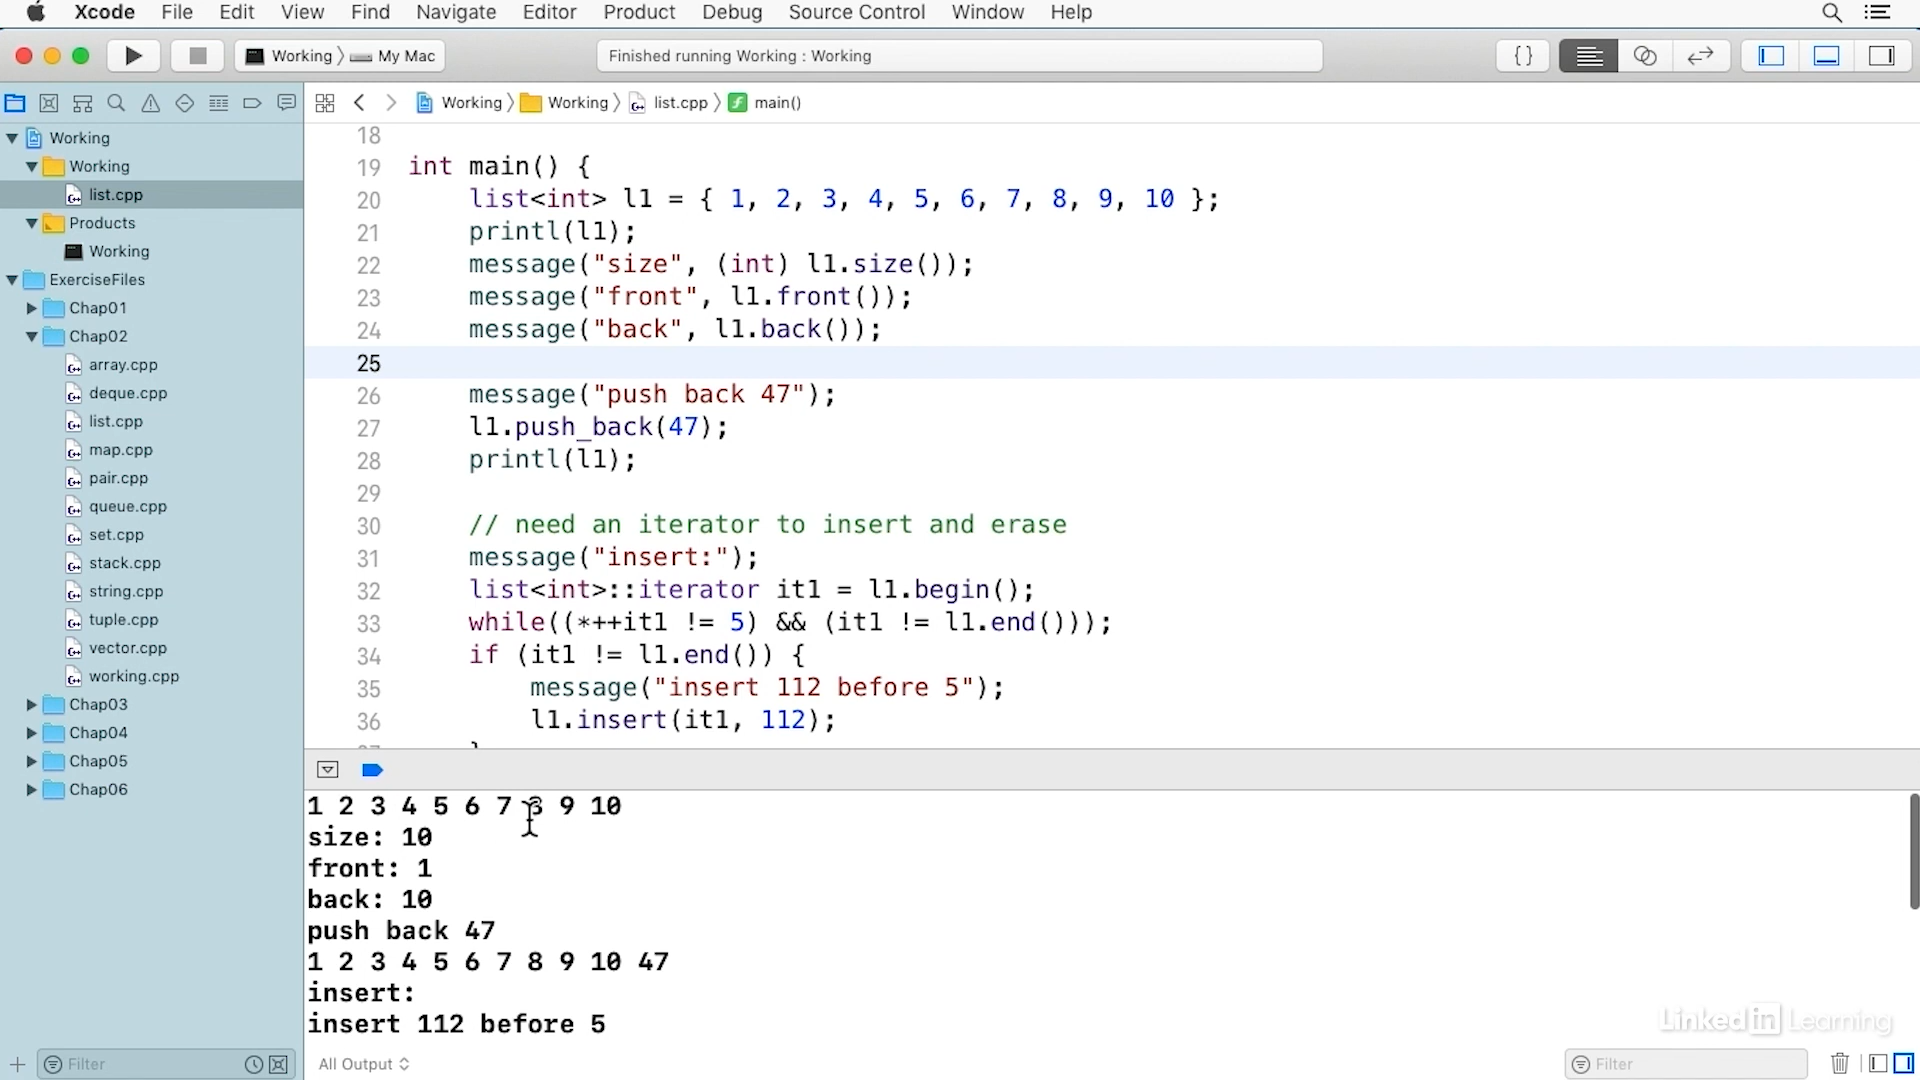 Xcode File Edit View Find Navigate Editor Product Debug Source Control Window Help
Working My Mac
Finished running Working : Working
{ }
Working Working list.cpp main()
Working
Working
list.cpp
Products
Working
ExerciseFiles
Chap01
Chap02
array.cpp
deque.cpp
list.cpp
map.cpp
pair.cpp
queue.cpp
set.cpp
stack.cpp
string.cpp
tuple.cpp
vector.cpp
working.cpp
Chap03
Chap04
Chap05
Chap06
Filter
18
19 int main() {
20 list<int> l1 = { 1, 2, 3, 4, 5, 6, 7, 8, 9, 10 };
21 printl(l1);
22 message("size", (int) l1.size());
23 message("front", l1.front());
24 message("back", l1.back());
25
26 message("push back 47");
27 l1.push_back(47);
28 printl(l1);
29
30 // need an iterator to insert and erase
31 message("insert:");
32 list<int>::iterator it1 = l1.begin();
33 while((*++it1 != 5) && (it1 != l1.end()));
34 if (it1 != l1.end()) {
35 message("insert 112 before 5");
36 l1.insert(it1, 112);
37 }
1 2 3 4 5 6 7 8 9 10
size: 10
front: 1
back: 10
push back 47
1 2 3 4 5 6 7 8 9 10 47
insert:
insert 112 before 5
All Output
Filter
Linked in Learning